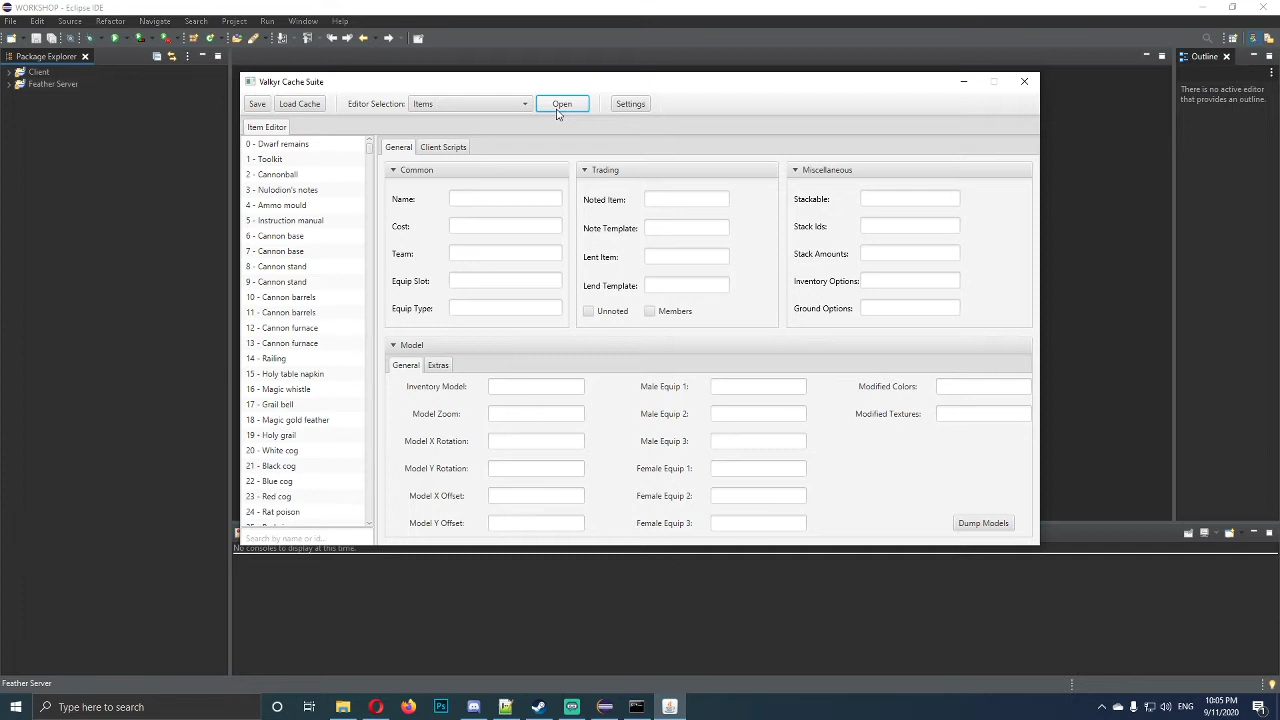 WORKSHOP - Eclipse IDE
File Edit Source Refactor Navigate Search Project Run Window Help
Package Explorer
Client
Feather Server
Outline
There is no active editor
that provides an outline.
Valkyr Cache Suite
Save Load Cache Editor Selection: Items Open Settings
Item Editor
0 - Dwarf remains
1 - Toolkit
2 - Cannonball
3 - Nulodion's notes
4 - Ammo mould
5 - Instruction manual
6 - Cannon base
7 - Cannon base
8 - Cannon stand
9 - Cannon stand
10 - Cannon barrels
11 - Cannon barrels
12 - Cannon furnace
13 - Cannon furnace
14 - Railing
15 - Holy table napkin
16 - Magic whistle
17 - Grail bell
18 - Magic gold feather
19 - Holy grail
20 - White cog
21 - Black cog
22 - Blue cog
23 - Red cog
24 - Rat poison
Search by name or id...
General Client Scripts
Common
Name:
Cost:
Team:
Equip Slot:
Equip Type:
Trading
Noted Item:
Note Template:
Lent Item:
Lend Template:
Unnoted Members
Miscellaneous
Stackable:
Stack Ids:
Stack Amounts:
Inventory Options:
Ground Options:
Model
General Extras
Inventory Model:
Model Zoom:
Model X Rotation:
Model Y Rotation:
Model X Offset:
Model Y Offset:
Male Equip 1:
Male Equip 2:
Male Equip 3:
Female Equip 1:
Female Equip 2:
Female Equip 3:
Modified Colors:
Modified Textures:
Dump Models
No consoles to display at this time.
Feather Server
Type here to search
ENG
10:05 PM
9/11/2020